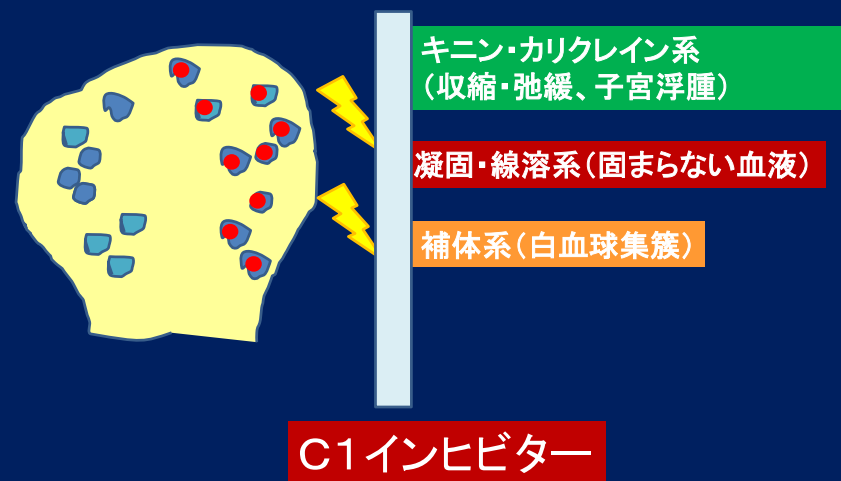 キニン・カリクレイン系
（収縮・弛緩、子宮浮腫）
凝固・線溶系（固まらない血液）
補体系（白血球集簇）
C1インヒビター